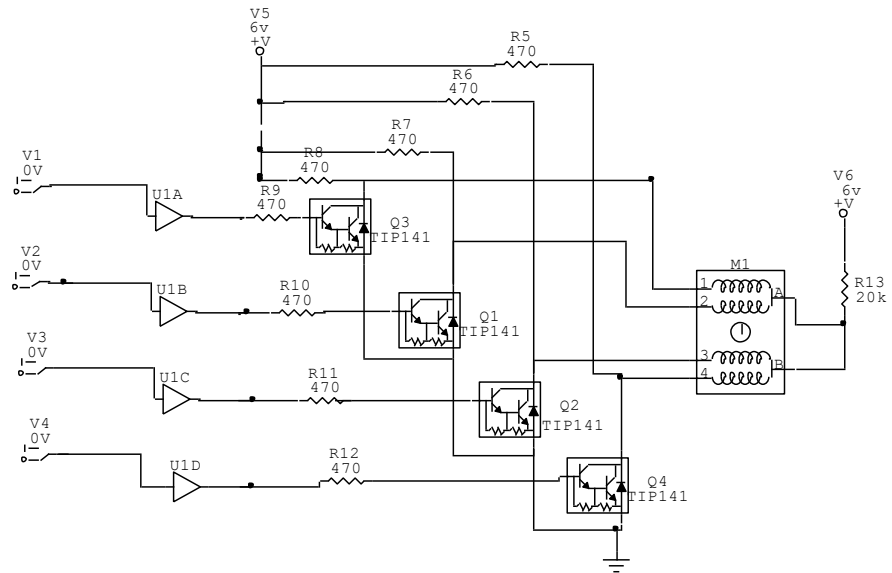 V5
6v
+V
R5
470
R6
470
R7
470
R8
470
V1
0V
U1A
R9
470
Q3
TIP141
V6
6v
+V
V2
0V
U1B
R10
470
Q1
TIP141
M1
1
2
A
3
4
B
R13
20k
V3
0V
U1C
R11
470
Q2
TIP141
V4
0V
U1D
R12
470
Q4
TIP141